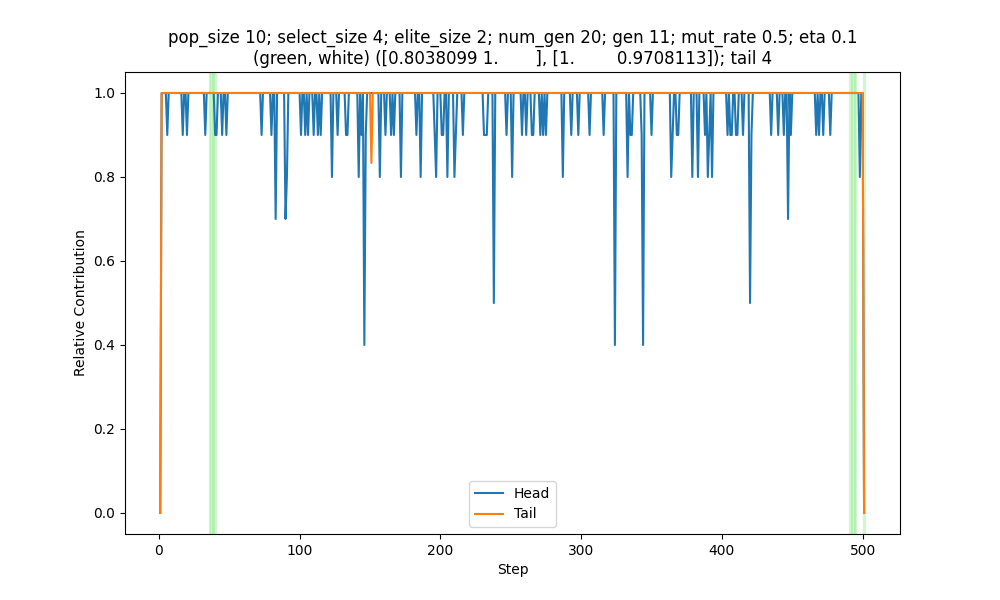 pop_size 10; select_size 4; elite_size 2; num_gen 20; gen 11; mut_rate 0.5; eta 0.1
(green, white) ([0.8038099 1.        ], [1.        0.9708113]); tail 4
Relative Contribution
1.0
0.8
0.6
0.4
0.2
0.0
Head
Tail
0
100
200
300
400
500
Step